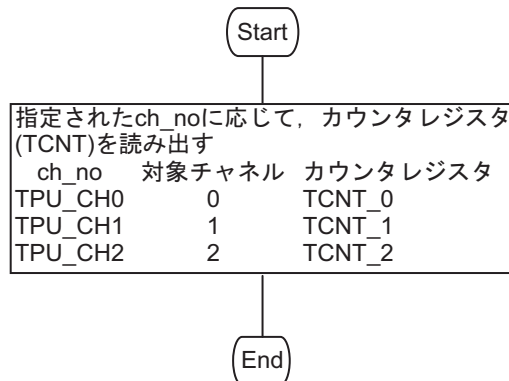 Start
指定されたch_noに応じて，カウンタレジスタ
(TCNT)を読み出す
ch_no 対象チャネル カウンタレジスタ
TPU_CH0 0 TCNT_0
TPU_CH1 1 TCNT_1
TPU_CH2 2 TCNT_2
End